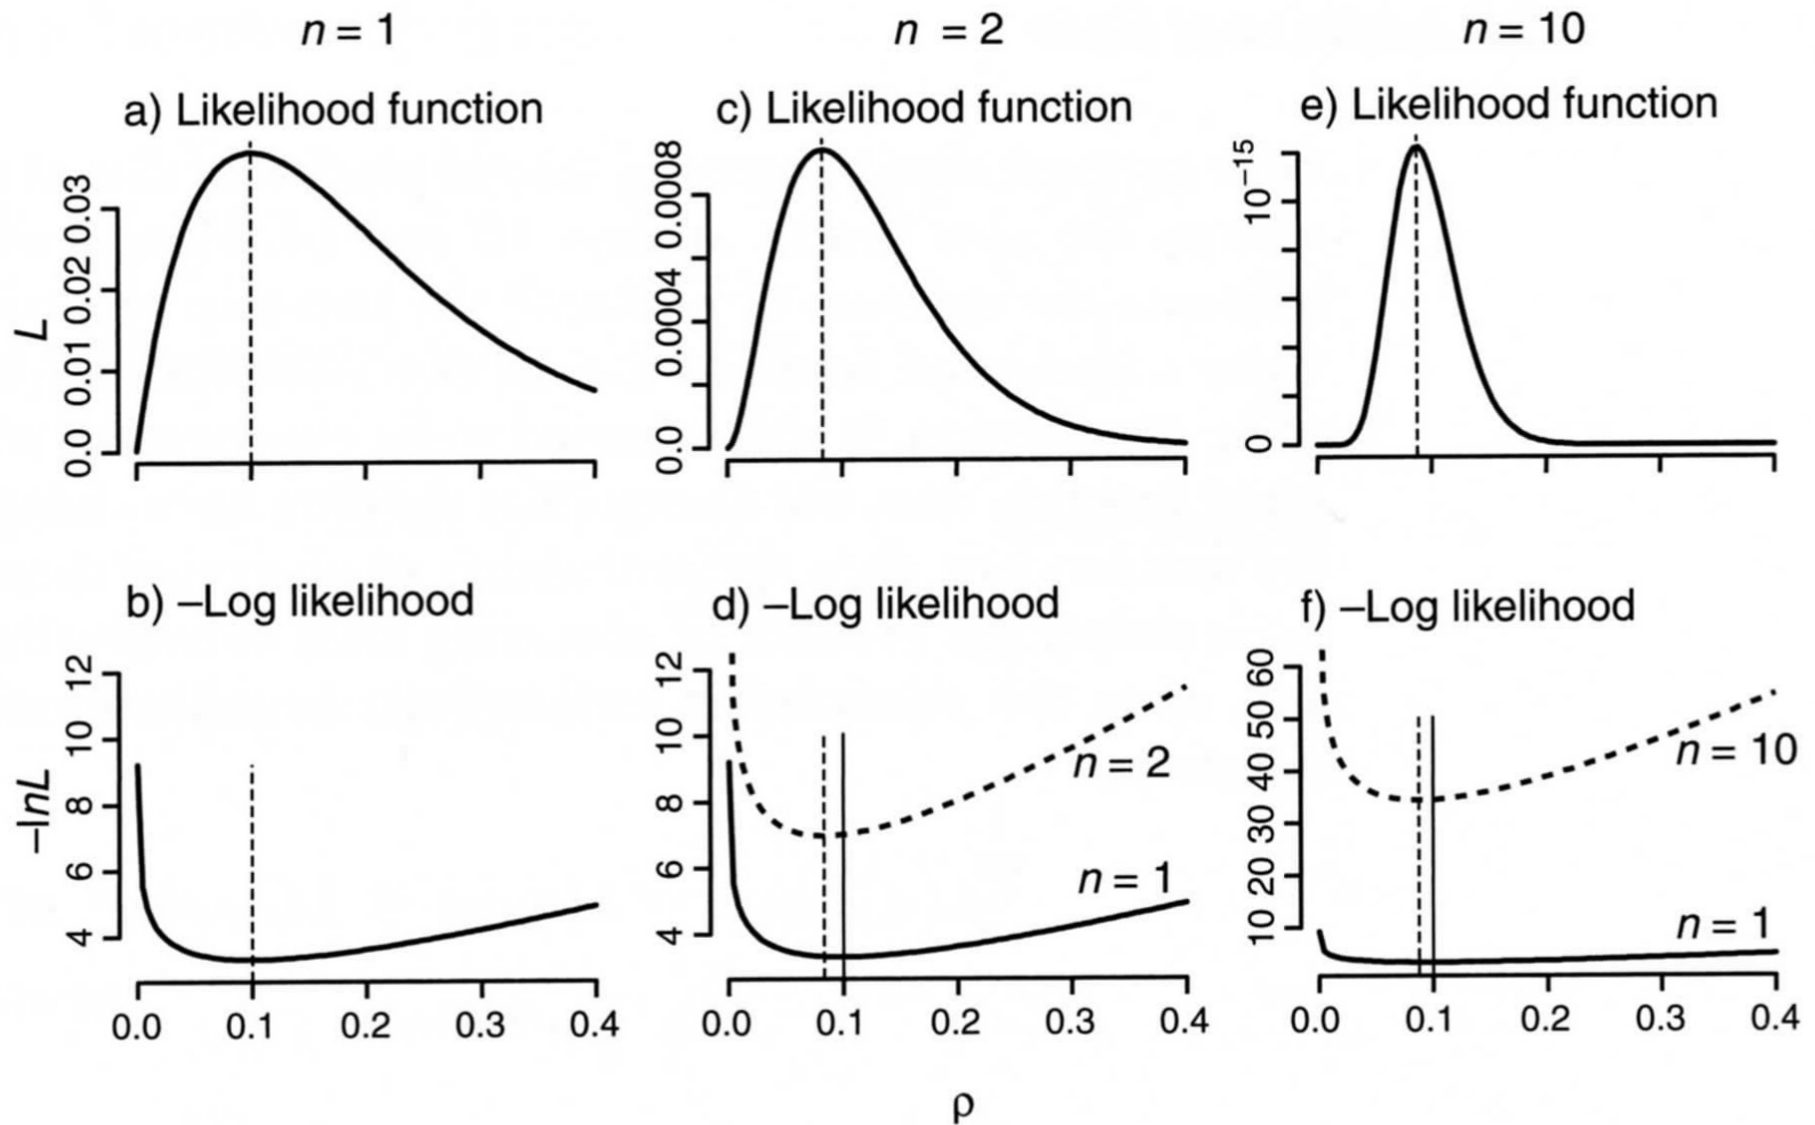 n = 1
n = 2
n = 10
a) Likelihood function
c) Likelihood function
e) Likelihood function
L
0.0 0.01 0.02 0.03
0.0 0.0004 0.0008
0 10−15
b) –Log likelihood
d) –Log likelihood
f) –Log likelihood
–lnL
4 6 8 10 12
4 6 8 10 12
10 20 30 40 50 60
n = 2
n = 1
n = 10
n = 1
0.0 0.1 0.2 0.3 0.4
0.0 0.1 0.2 0.3 0.4
0.0 0.1 0.2 0.3 0.4
ρ